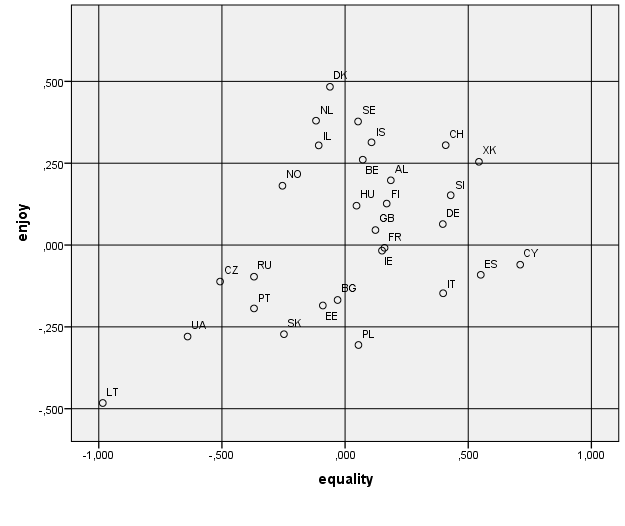 ,500
,250
,000
-,250
-,500
enjoy
DK
NL
SE
IS
IL
CH
XK
BE
AL
NO
SI
HU
FI
DE
GB
FR
IE
CY
ES
RU
CZ
IT
BG
PT
EE
SK
UA
PL
LT
-1,000
-,500
,000
,500
1,000
equality